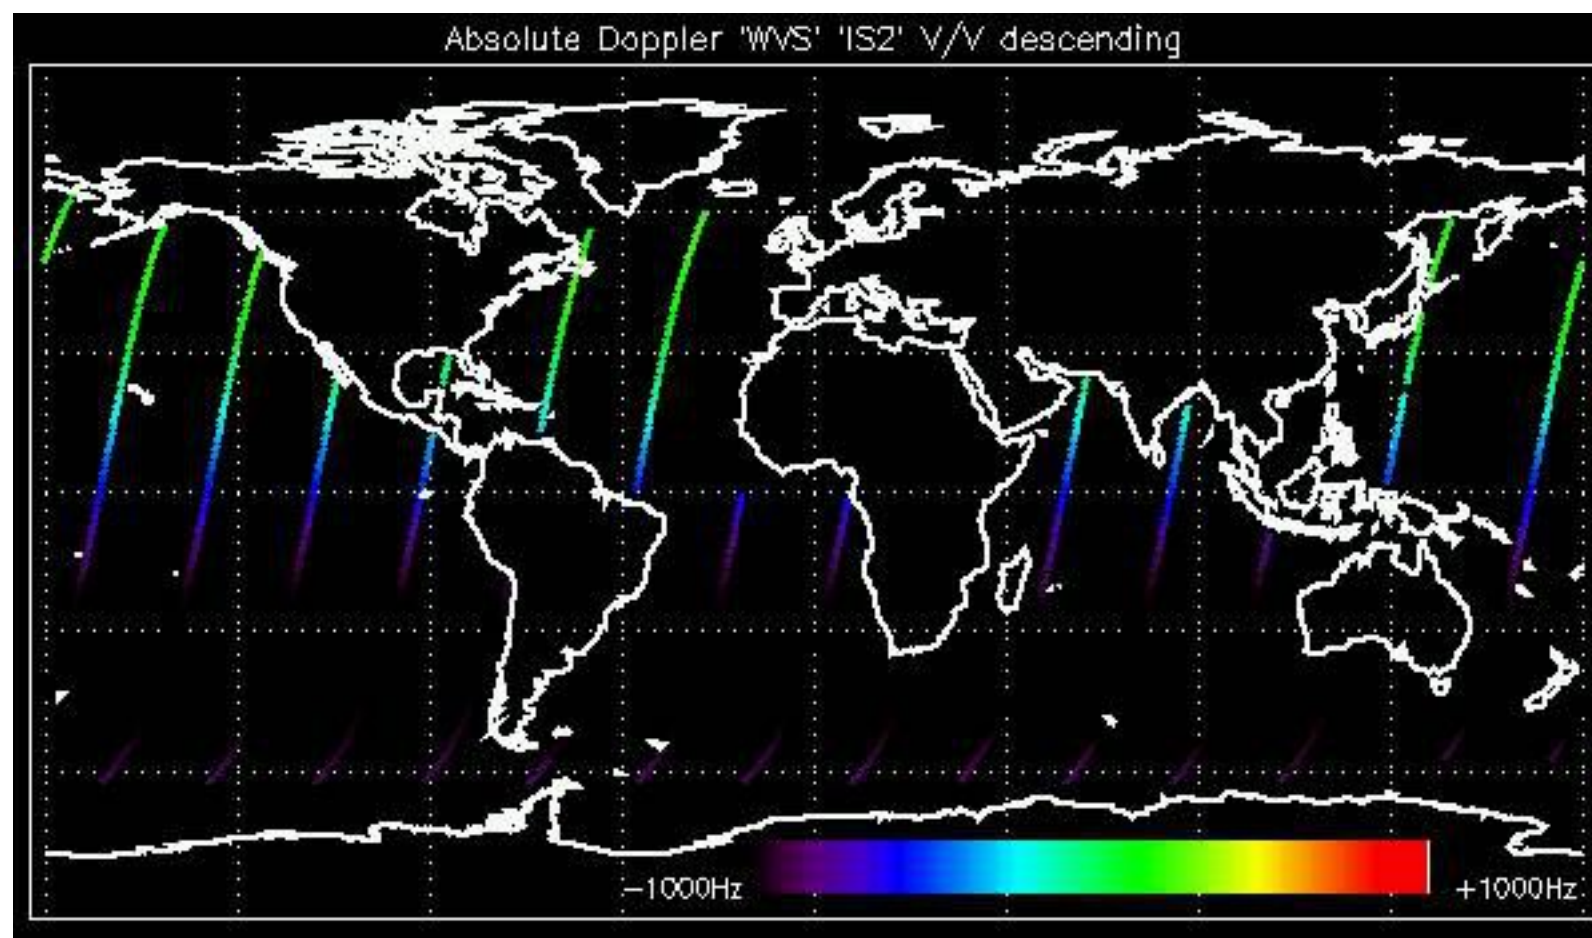 Absolute Doppler 'WVS' 'IS2' V/V descending
−1000Hz
+1000Hz